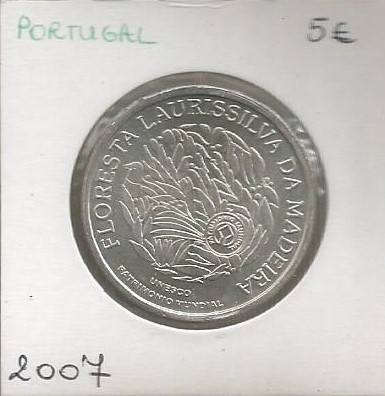 PORTUGAL 5€
FLORESTA LAURISSILVA DA MADEIRA
UNESCO
PATRIMÓNIO MUNDIAL
2007